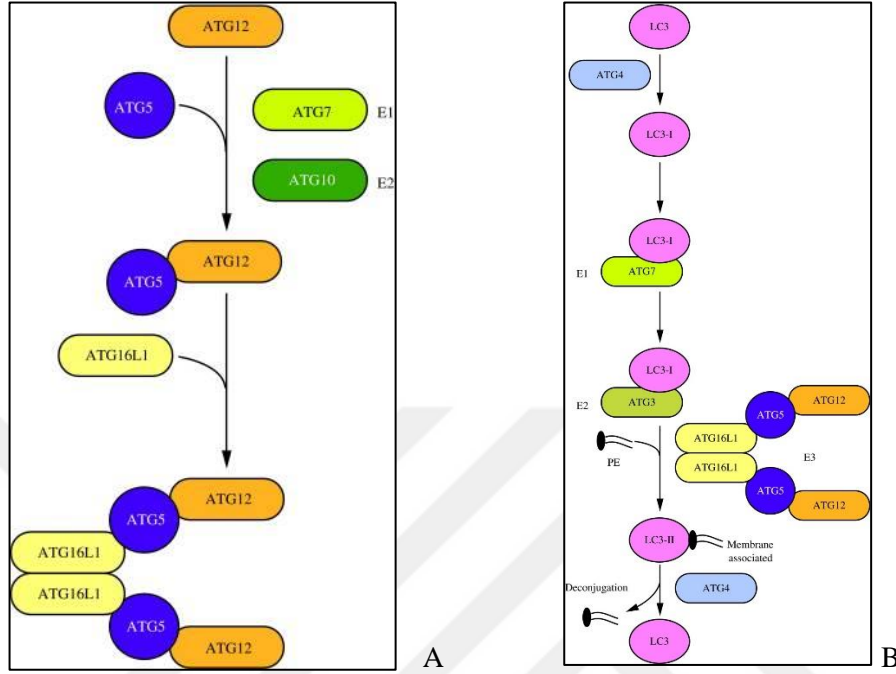 ATG12
ATG5
ATG7
E1
ATG10
E2
ATG5
ATG12
ATG16L1
ATG5
ATG12
ATG16L1
ATG16L1
ATG5
ATG12
A
LC3
ATG4
LC3-I
LC3-I
E1
ATG7
LC3-I
E2
ATG3
PE
ATG5
ATG12
ATG16L1
E3
ATG16L1
ATG5
ATG12
LC3-II
Membrane
associated
Deconjugation
ATG4
LC3
B